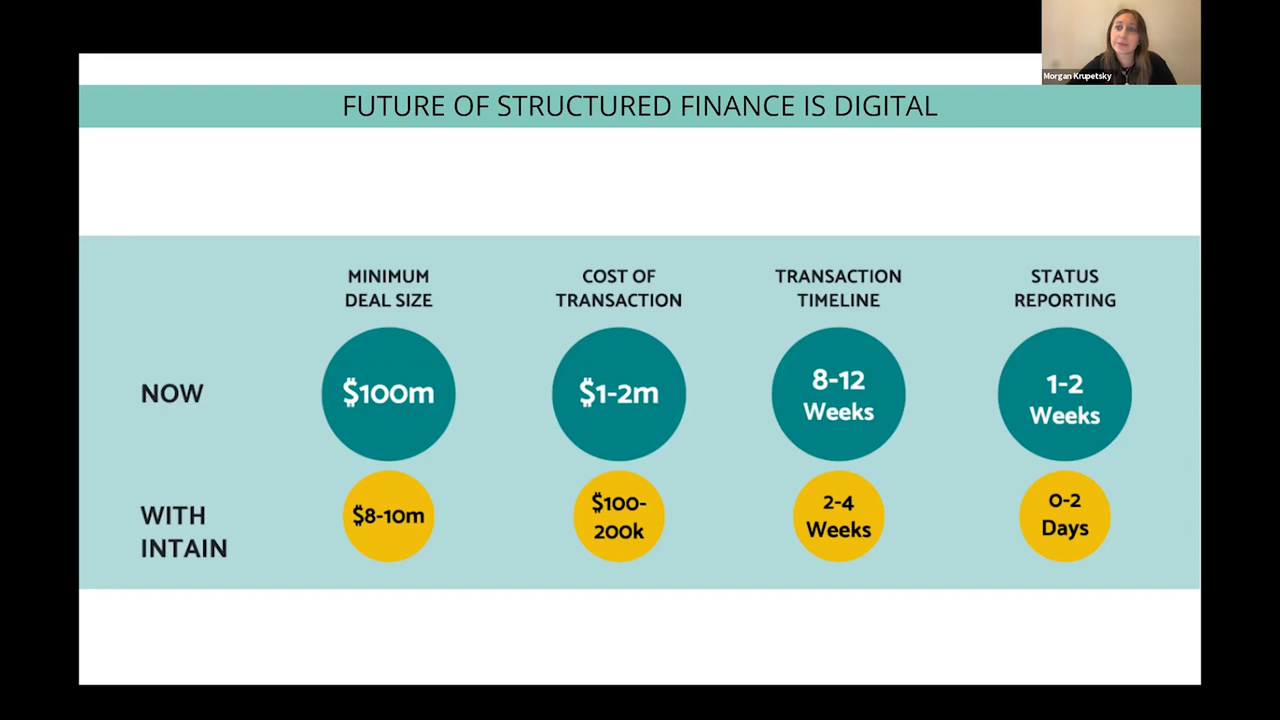 Morgan Krupetsky
FUTURE OF STRUCTURED FINANCE IS DIGITAL
MINIMUM
DEAL SIZE
COST OF
TRANSACTION
TRANSACTION
TIMELINE
STATUS
REPORTING
NOW
$100m
$1-2m
8-12
Weeks
1-2
Weeks
WITH
INTAIN
$8-10m
$100-
200k
2-4
Weeks
0-2
Days